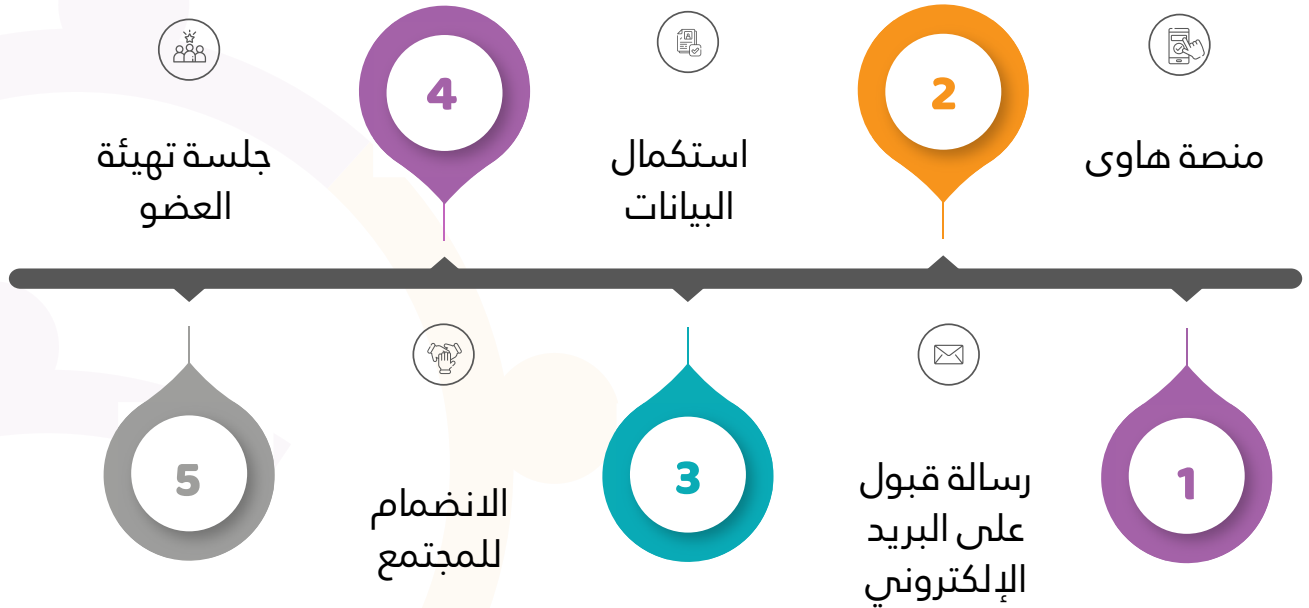 1
منصة هاوى
2
رسالة قبول
على البريد
الإلكتروني
3
استكمال
البيانات
4
الانضمام
للمجتمع
5
جلسة تهيئة
العضو